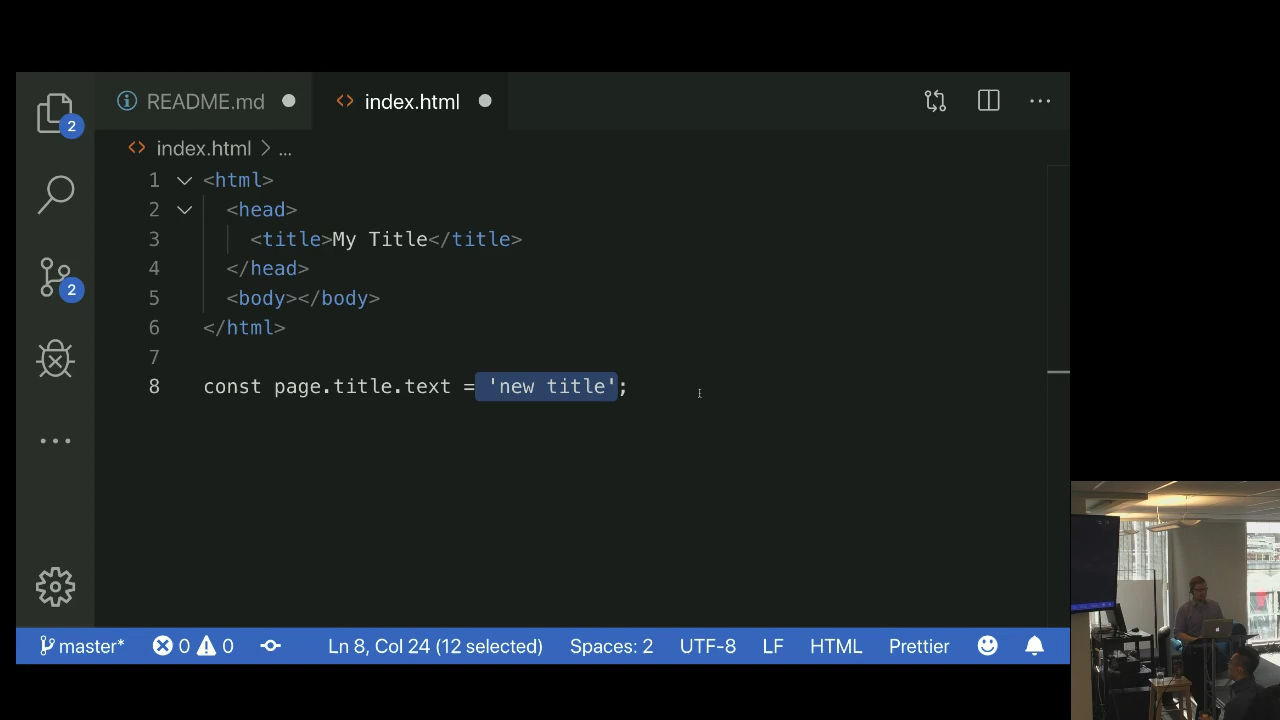 README.md
index.html
2
index.html > ...
1 <html>
2 <head>
3 <title>My Title</title>
4 </head>
5 <body></body>
6 </html>
7
8 const page.title.text = 'new title';
2
master* 0 0 Ln 8, Col 24 (12 selected) Spaces: 2 UTF-8 LF HTML Prettier